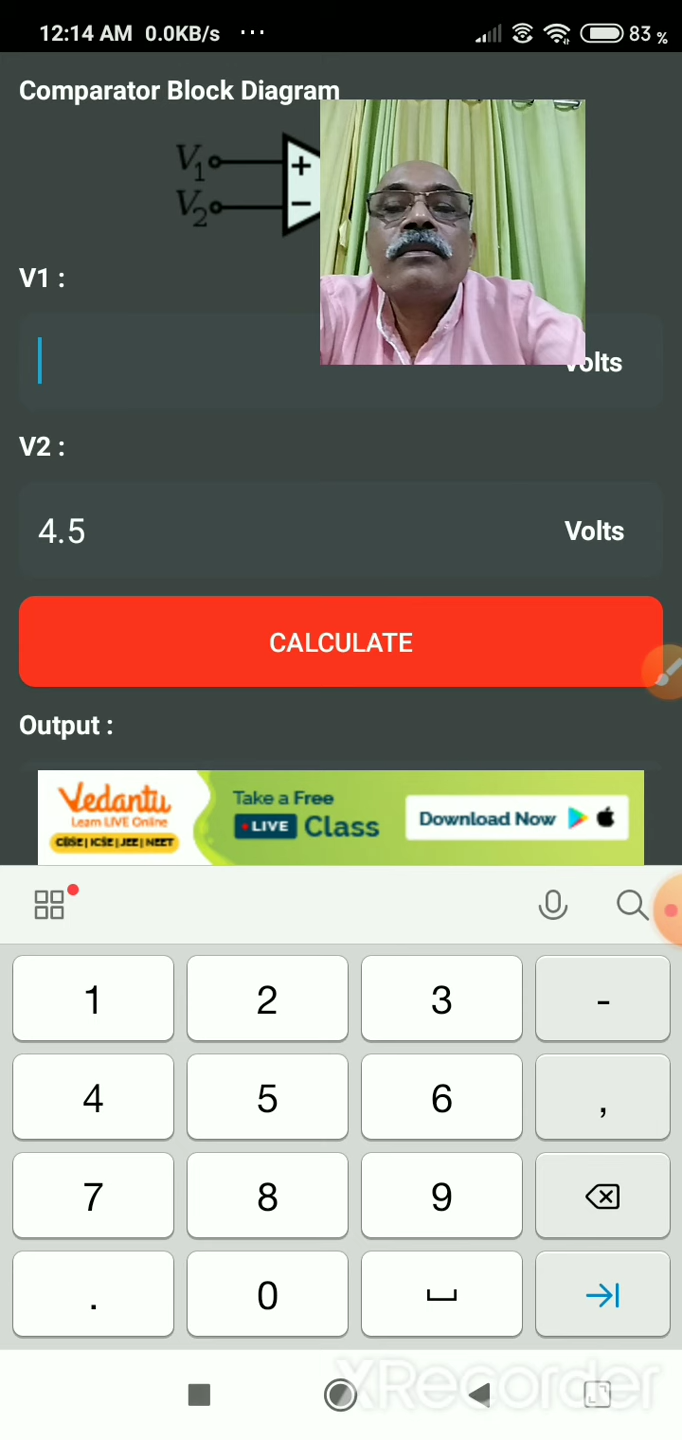 12:14 AM 0.0KB/s ... 83 %
Comparator Block Diagram
V1 +
V2 −
V1 :
Volts
V2 :
4.5 Volts
CALCULATE
Output :
Vedantu
Learn LIVE Online
CBSE | ICSE | JEE | NEET
Take a Free
LIVE Class
Download Now
1 2 3 -
4 5 6 ,
7 8 9
. 0
XRecorder